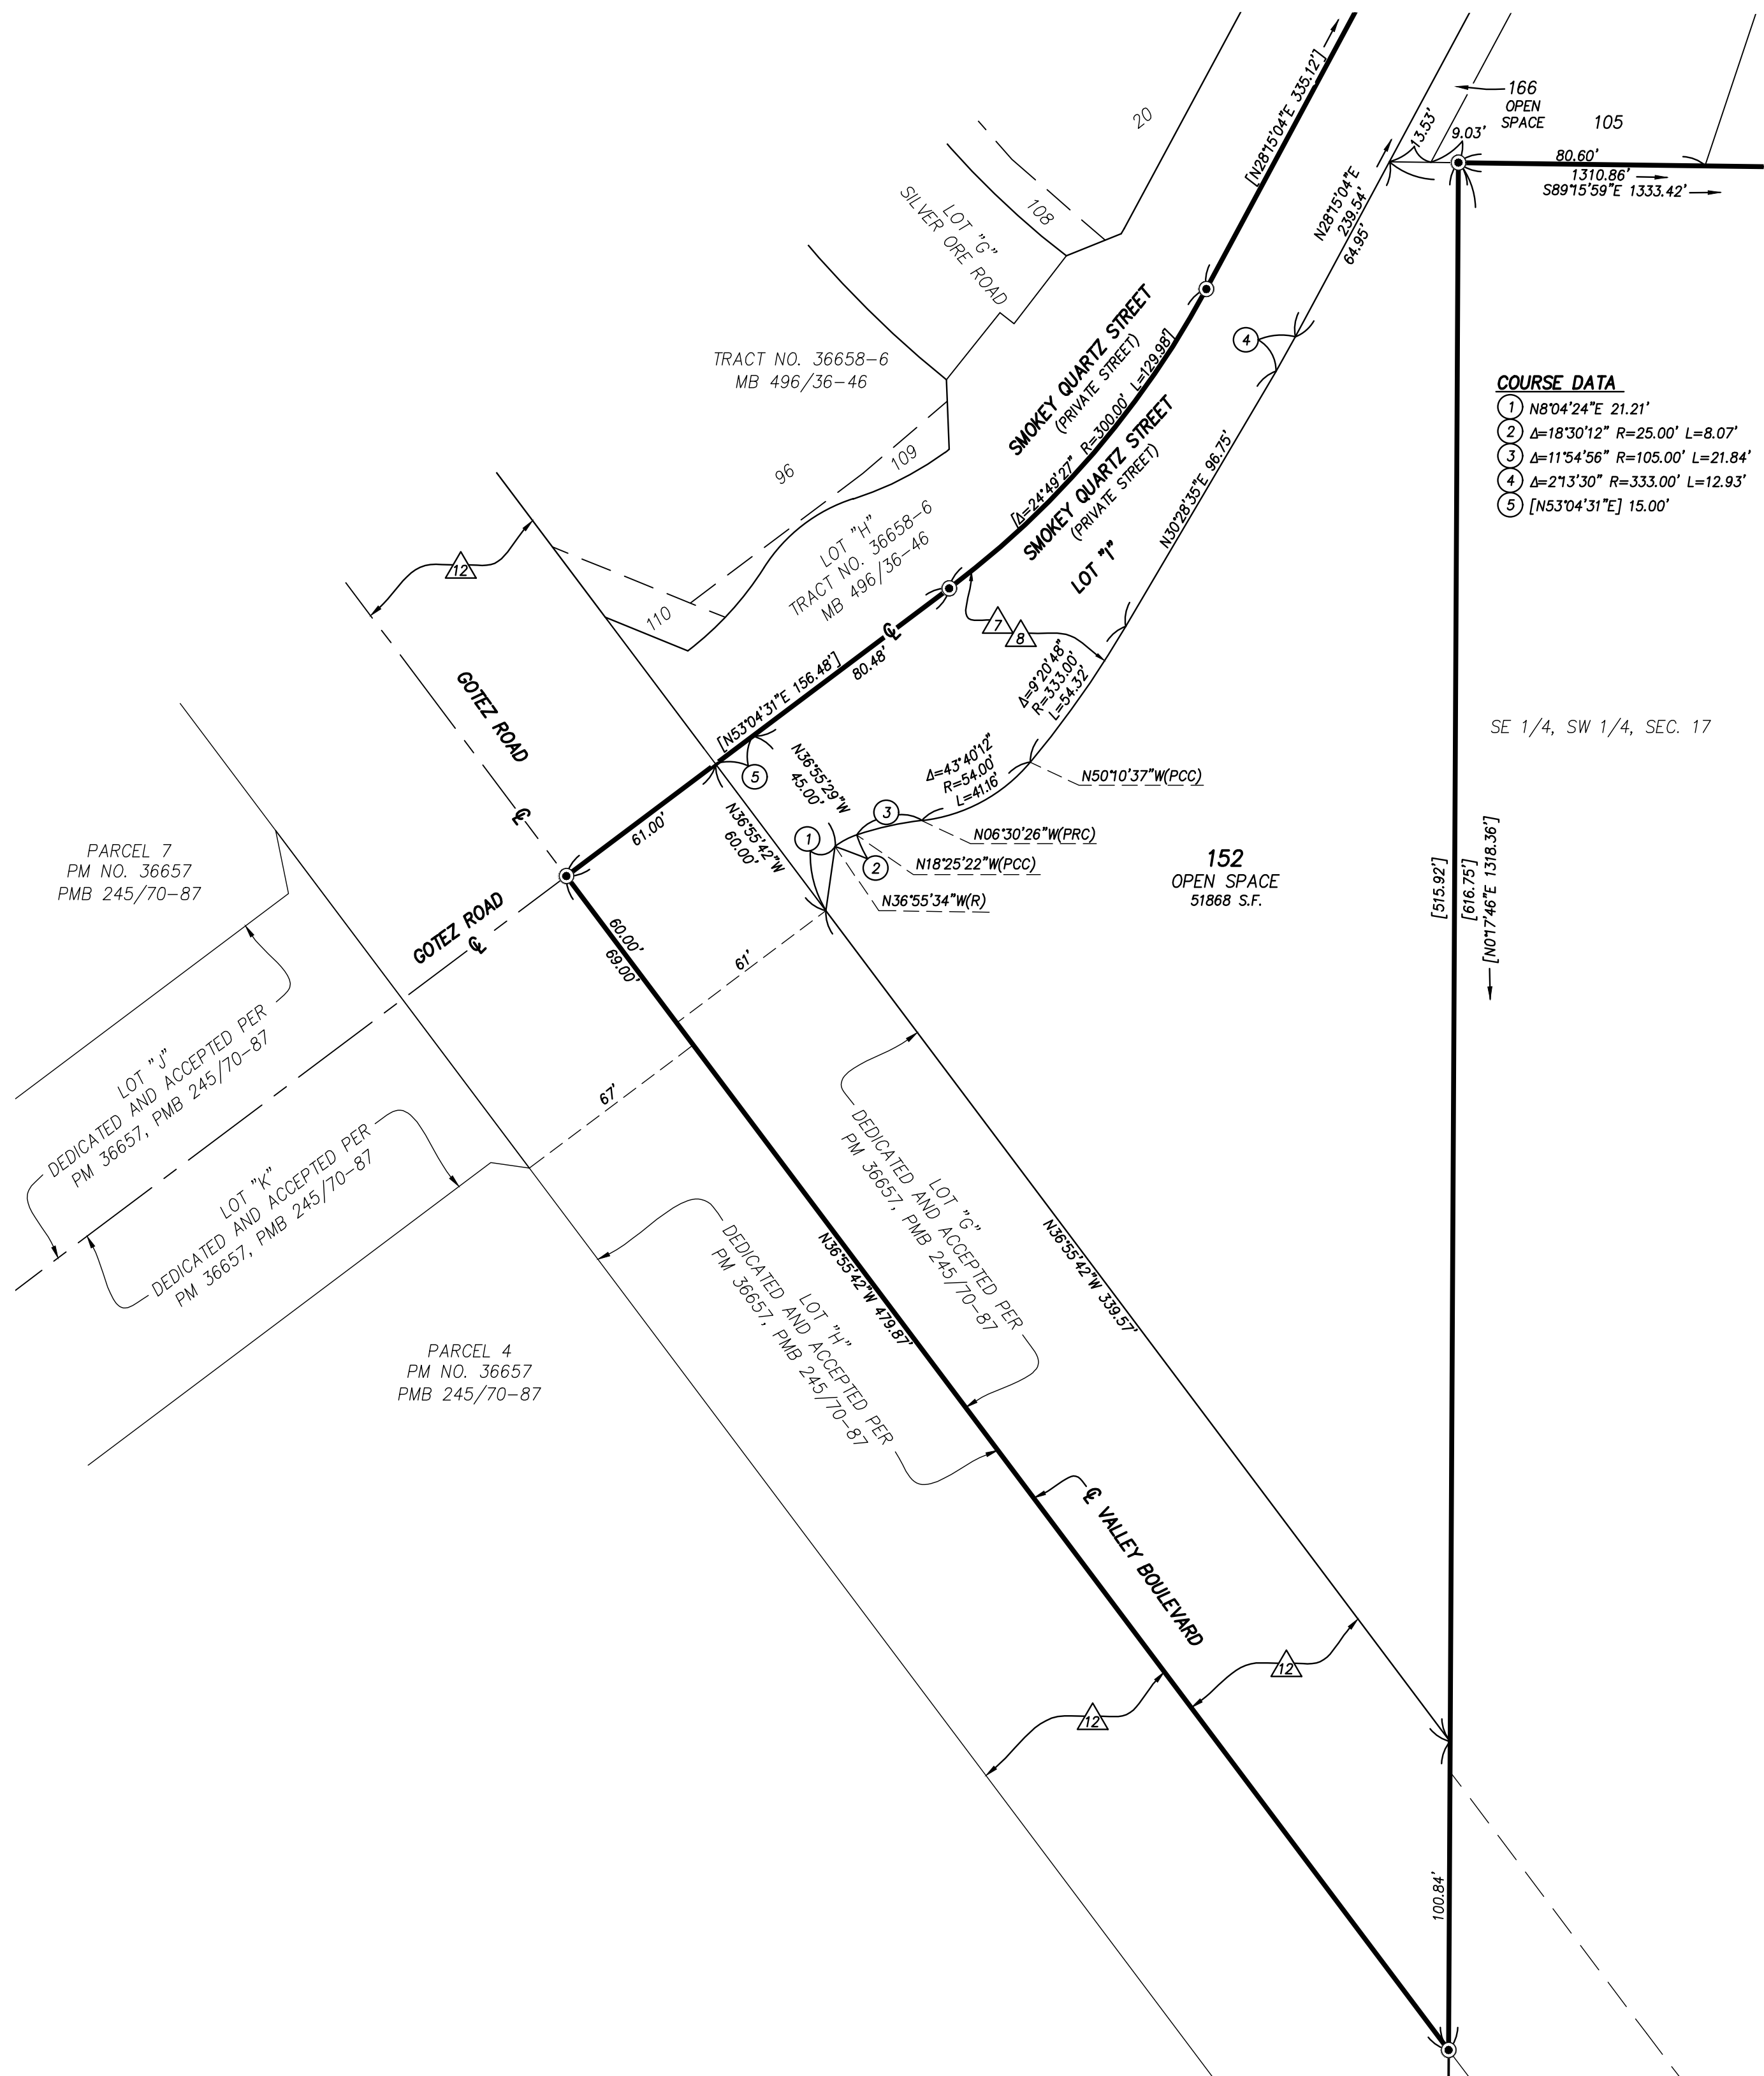 [N28°15'04"E 335.12']
166
OPEN
SPACE
105
13.53'
9.03'
80.60'
1310.86'
S89°15'59"E 1333.42'
N28°15'04"E
239.54'
64.95'
20
108
LOT "G"
SILVER ORE ROAD
TRACT NO. 36658-6
MB 496/36-46
SMOKEY QUARTZ STREET
(PRIVATE STREET)
[Δ=24°49'27" R=300.00' L=129.98']
SMOKEY QUARTZ STREET
(PRIVATE STREET)
LOT "1"
4
N30°28'35"E 96.75'
COURSE DATA
1 N8°04'24"E 21.21'
2 Δ=18°30'12" R=25.00' L=8.07'
3 Δ=11°54'56" R=105.00' L=21.84'
4 Δ=2°13'30" R=333.00' L=12.93'
5 [N53°04'31"E] 15.00'
96
109
110
LOT "H"
TRACT NO. 36658-6
MB 496/36-46
12
7
8
GOTEZ ROAD
℄
[N53°04'31"E 156.48']
80.48'
℄
61.00'
5
N36°55'29"W
45.00'
N36°55'42"W
60.00'
Δ=9°20'48"
R=333.00'
L=54.32'
Δ=43°40'12"
R=54.00'
L=41.16'
1
3
2
N50°10'37"W(PCC)
N06°30'26"W(PRC)
N18°25'22"W(PCC)
N36°55'34"W(R)
SE 1/4, SW 1/4, SEC. 17
152
OPEN SPACE
51868 S.F.
[515.92']
[616.75']
[N0°17'46"E 1318.36']
PARCEL 7
PM NO. 36657
PMB 245/70-87
GOTEZ ROAD
℄
60.00'
69.00'
61'
67'
LOT "J"
DEDICATED AND ACCEPTED PER
PM 36657, PMB 245/70-87
LOT "K"
DEDICATED AND ACCEPTED PER
PM 36657, PMB 245/70-87
LOT "G"
DEDICATED AND ACCEPTED PER
PM 36657, PMB 245/70-87
LOT "H"
DEDICATED AND ACCEPTED PER
PM 36657, PMB 245/70-87
N36°55'42"W 479.87'
N36°55'42"W 339.57'
PARCEL 4
PM NO. 36657
PMB 245/70-87
℄ VALLEY BOULEVARD
12
12
100.84'